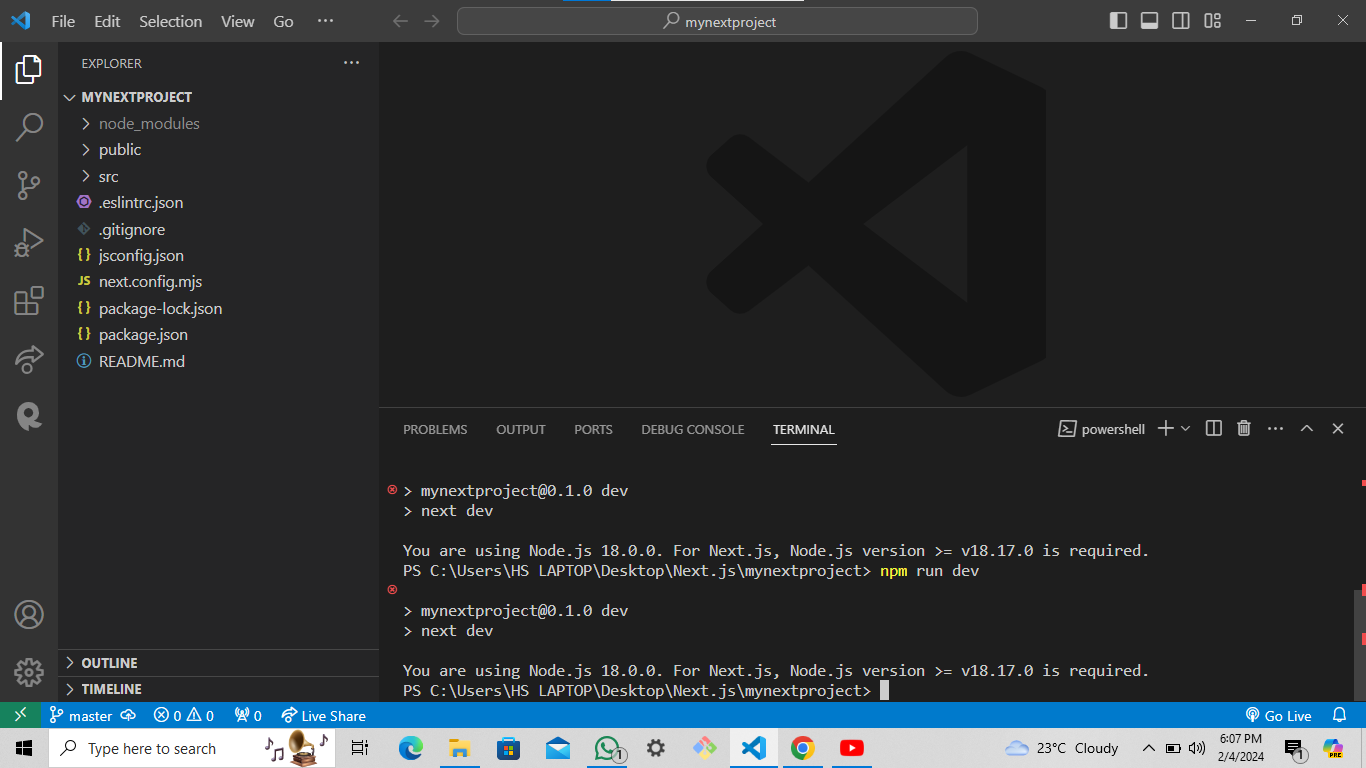 File Edit Selection View Go ...
mynextproject
EXPLORER
MYNEXTPROJECT
node_modules
public
src
.eslintrc.json
.gitignore
{} jsconfig.json
JS next.config.mjs
{} package-lock.json
{} package.json
README.md
OUTLINE
TIMELINE
PROBLEMS OUTPUT PORTS DEBUG CONSOLE TERMINAL
powershell
> mynextproject@0.1.0 dev
> next dev
You are using Node.js 18.0.0. For Next.js, Node.js version >= v18.17.0 is required.
PS C:\Users\HS LAPTOP\Desktop\Next.js\mynextproject> npm run dev
> mynextproject@0.1.0 dev
> next dev
You are using Node.js 18.0.0. For Next.js, Node.js version >= v18.17.0 is required.
PS C:\Users\HS LAPTOP\Desktop\Next.js\mynextproject>
master 0 0 0 Live Share Go Live
Type here to search
1
23°C Cloudy
6:07 PM
2/4/2024
1
PRE